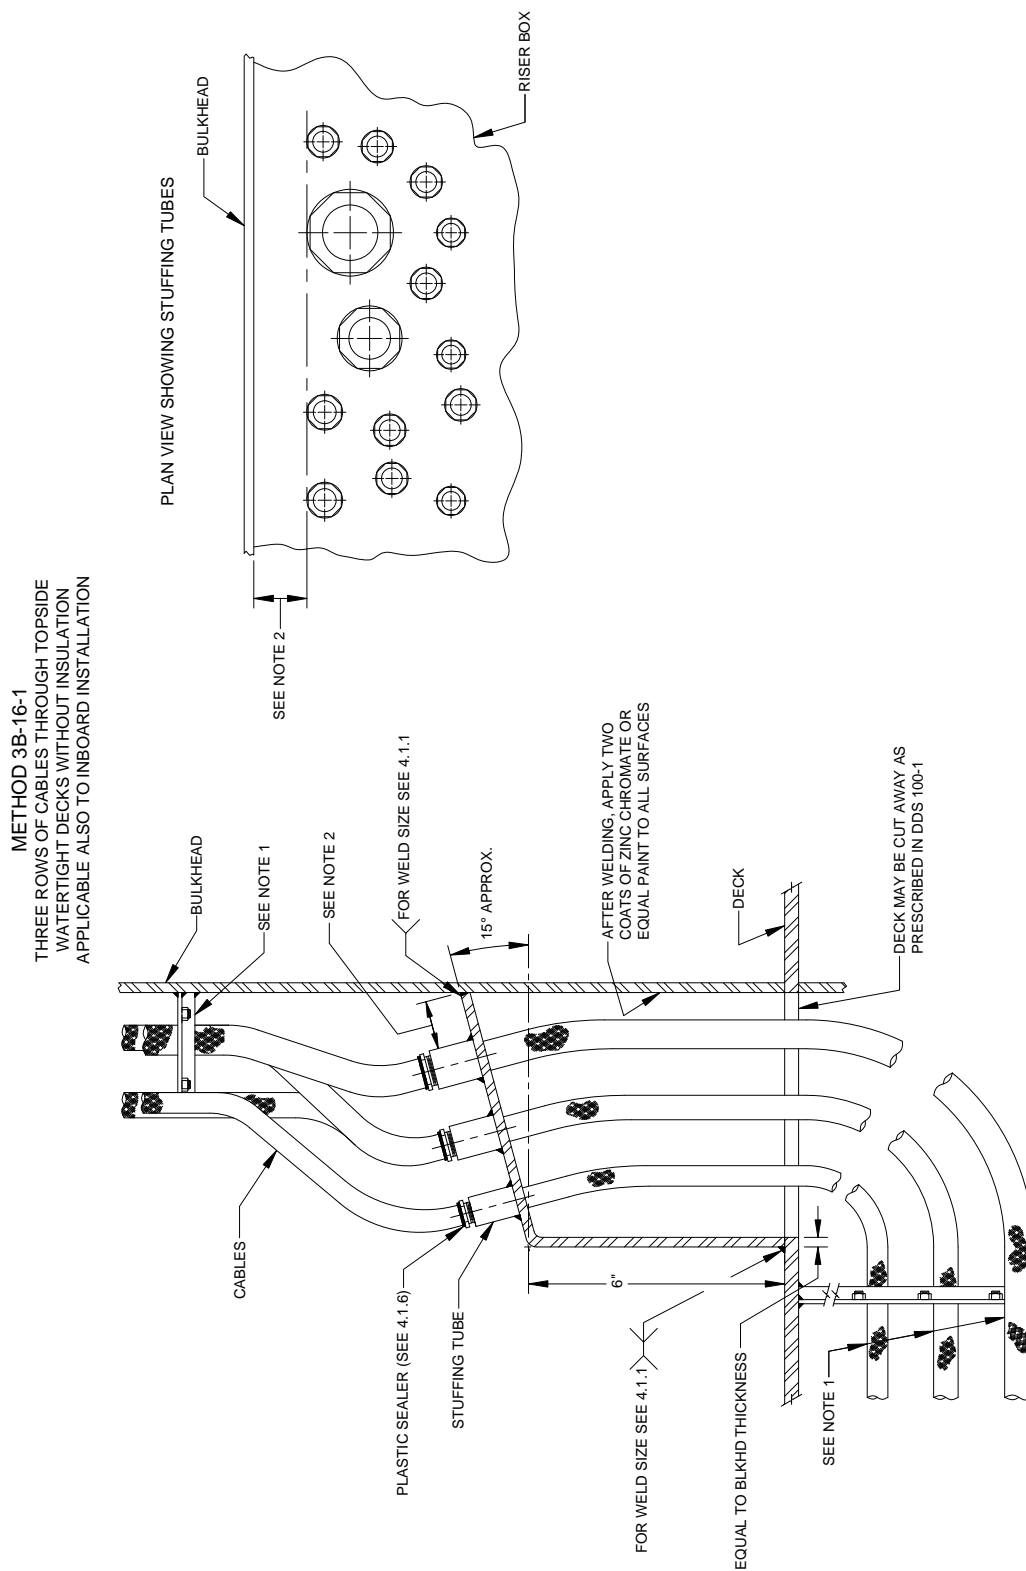 METHOD 3B-16-1
THREE ROWS OF CABLES THROUGH TOPSIDE
WATERTIGHT DECKS WITHOUT INSULATION
APPLICABLE ALSO TO INBOARD INSTALLATION
BULKHEAD
SEE NOTE 1
SEE NOTE 2
FOR WELD SIZE SEE 4.1.1
15° APPROX.
AFTER WELDING, APPLY TWO
COATS OF ZINC CHROMATE OR
EQUAL PAINT TO ALL SURFACES
DECK
DECK MAY BE CUT AWAY AS
PRESCRIBED IN DDS 100-1
CABLES
PLASTIC SEALER (SEE 4.1.6)
STUFFING TUBE
6"
FOR WELD SIZE SEE 4.1.1
EQUAL TO BLKHD THICKNESS
SEE NOTE 1
PLAN VIEW SHOWING STUFFING TUBES
BULKHEAD
SEE NOTE 2
RISER BOX